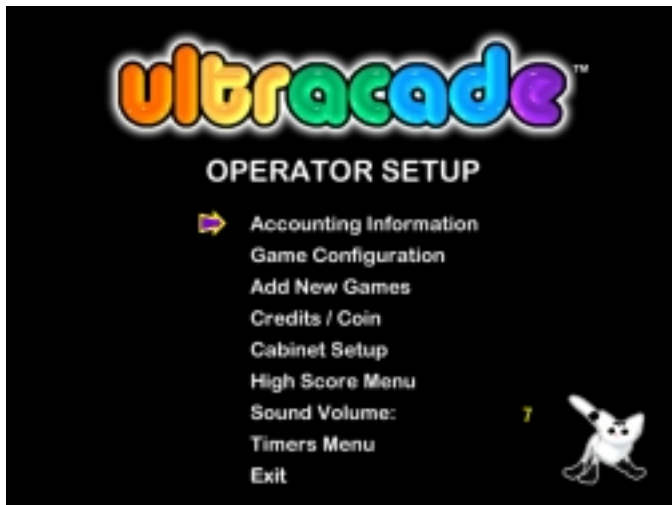 ultracade™
OPERATOR SETUP
Accounting Information
Game Configuration
Add New Games
Credits / Coin
Cabinet Setup
High Score Menu
Sound Volume: 7
Timers Menu
Exit